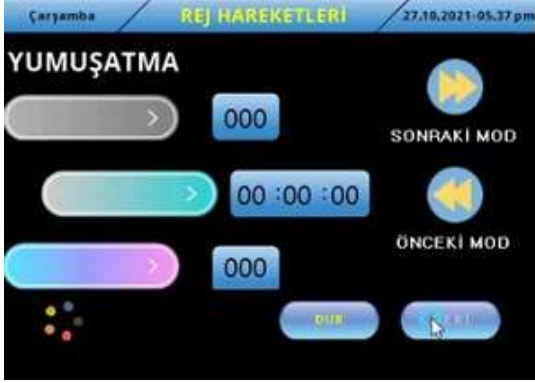 Çarşamba
REJ HAREKETLERİ
27.10.2021-05.37 pm
YUMUŞATMA
000
SONRAKİ MOD
00 :00 :00
ÖNCEKİ MOD
000
DUR